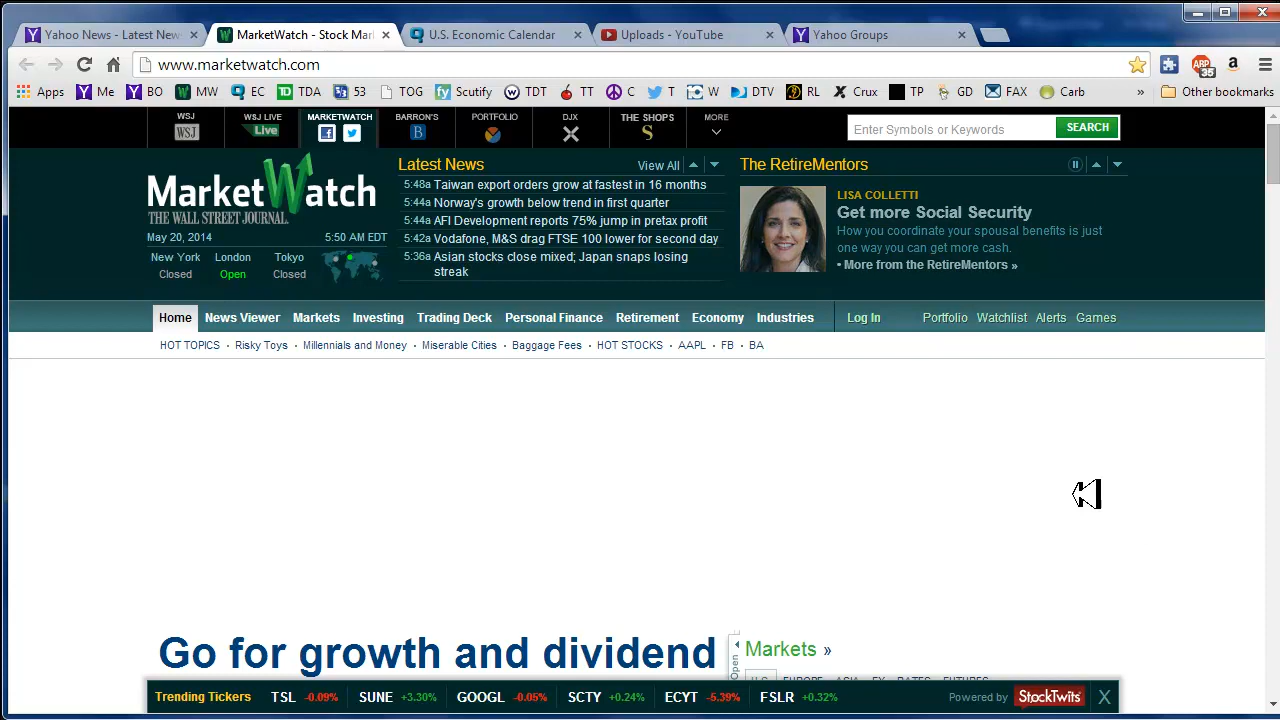 Yahoo News - Latest New
MarketWatch - Stock Mar
U.S. Economic Calendar
Uploads - YouTube
Yahoo Groups
www.marketwatch.com
ABP 35
Apps Me BO MW EC TDA 53 TOG Scutify TDT TT C T W DTV RL Crux TP GD FAX Carb » Other bookmarks
WSJ WSJ LIVE MARKETWATCH BARRON'S PORTFOLIO DJX THE SHOPS MORE
WSJ Live B S
Enter Symbols or Keywords SEARCH
MarketWatch
THE WALL STREET JOURNAL.
May 20, 2014 5:50 AM EDT
New York London Tokyo
Closed Open Closed
Latest News View All
5:48a Taiwan export orders grow at fastest in 16 months
5:44a Norway's growth below trend in first quarter
5:44a AFI Development reports 75% jump in pretax profit
5:42a Vodafone, M&S drag FTSE 100 lower for second day
5:36a Asian stocks close mixed; Japan snaps losing
streak
The RetireMentors
LISA COLLETTI
Get more Social Security
How you coordinate your spousal benefits is just
one way you can get more cash.
• More from the RetireMentors »
Home News Viewer Markets Investing Trading Deck Personal Finance Retirement Economy Industries Log In Portfolio Watchlist Alerts Games
HOT TOPICS · Risky Toys · Millennials and Money · Miserable Cities · Baggage Fees · HOT STOCKS · AAPL · FB · BA
Go for growth and dividend
Open
Markets »
U.S. EUROPE ASIA FX RATES FUTURES
Trending Tickers TSL -0.09% SUNE +3.30% GOOGL -0.05% SCTY +0.24% ECYT -5.39% FSLR +0.32% Powered by StockTwits X